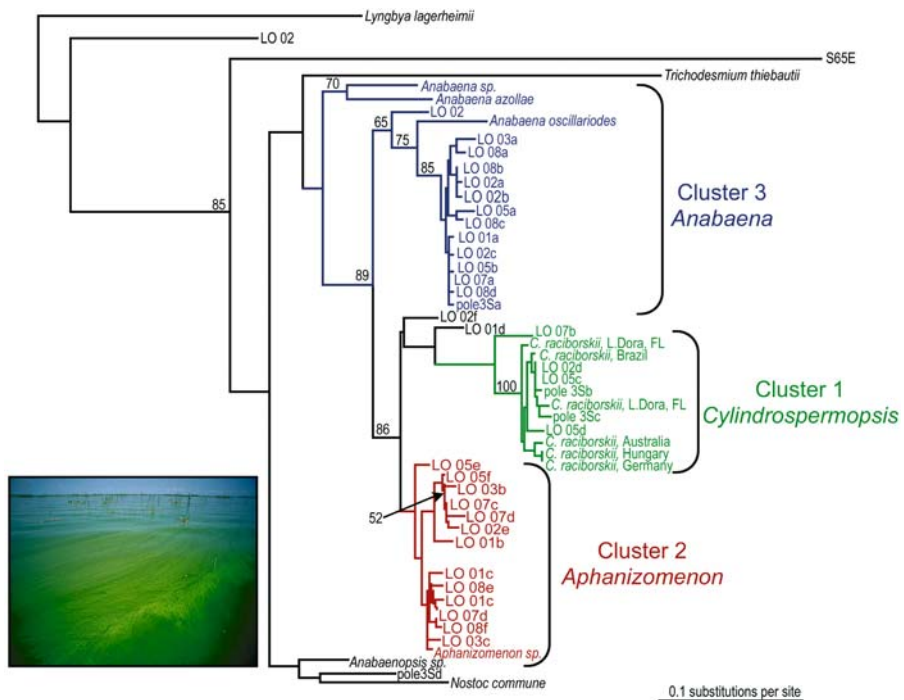 Lyngbya lagerheimii
LO 02
S65E
Trichodesmium thiebautii
70
Anabaena sp.
Anabaena azollae
LO 02
65
Anabaena oscillariodes
75
LO 03a
LO 08a
85
LO 08b
LO 02a
LO 02b
LO 05a
LO 08c
LO 01a
LO 02c
LO 05b
LO 07a
LO 08d
pole3Sa
Cluster 3
Anabaena
85
89
LO 02f
LO 01d
LO 07b
C. raciborskii, L.Dora, FL
C. raciborskii, Brazil
LO 02d
LO 05c
100
pole 3Sb
C. raciborskii, L.Dora, FL
pole 3Sc
LO 05d
C. raciborskii, Australia
C. raciborskii, Hungary
C. raciborskii, Germany
Cluster 1
Cylindrospermopsis
86
LO 05e
LO 05f
LO 03b
LO 07c
52
LO 07d
LO 02e
LO 01b
Cluster 2
Aphanizomenon
LO 01c
LO 08e
LO 01c
LO 07d
LO 08f
LO 03c
Aphanizomenon sp.
Anabaenopsis sp.
pole3Sd
Nostoc commune
0.1 substitutions per site